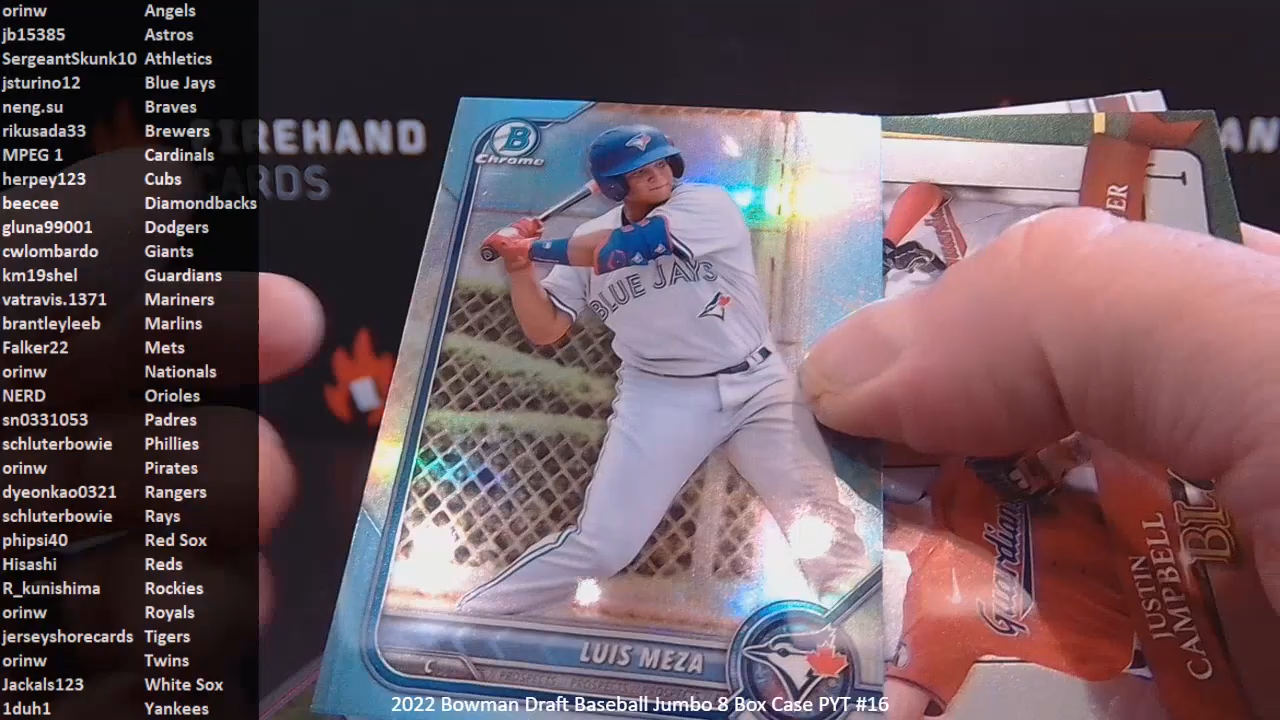 orinw Angels
jb15385 Astros
SergeantSkunk10 Athletics
jsturino12 Blue Jays
neng.su Braves
rikusada33 Brewers
MPEG 1 Cardinals
herpey123 Cubs
beecee Diamondbacks
gluna99001 Dodgers
cwlombardo Giants
km19shel Guardians
vatravis.1371 Mariners
brantleyleeb Marlins
Falker22 Mets
orinw Nationals
NERD Orioles
sn0331053 Padres
schluterbowie Phillies
orinw Pirates
dyeonkao0321 Rangers
schluterbowie Rays
phipsi40 Red Sox
Hisashi Reds
R_kunishima Rockies
orinw Royals
jerseyshorecards Tigers
orinw Twins
Jackals123 White Sox
1duh1 Yankees
FIREHAND
CARDS
B
Chrome
BLUE JAYS
C
LUIS MEZA
Guardians
JUSTIN
CAMPBELL
2022 Bowman Draft Baseball Jumbo 8 Box Case PYT #16